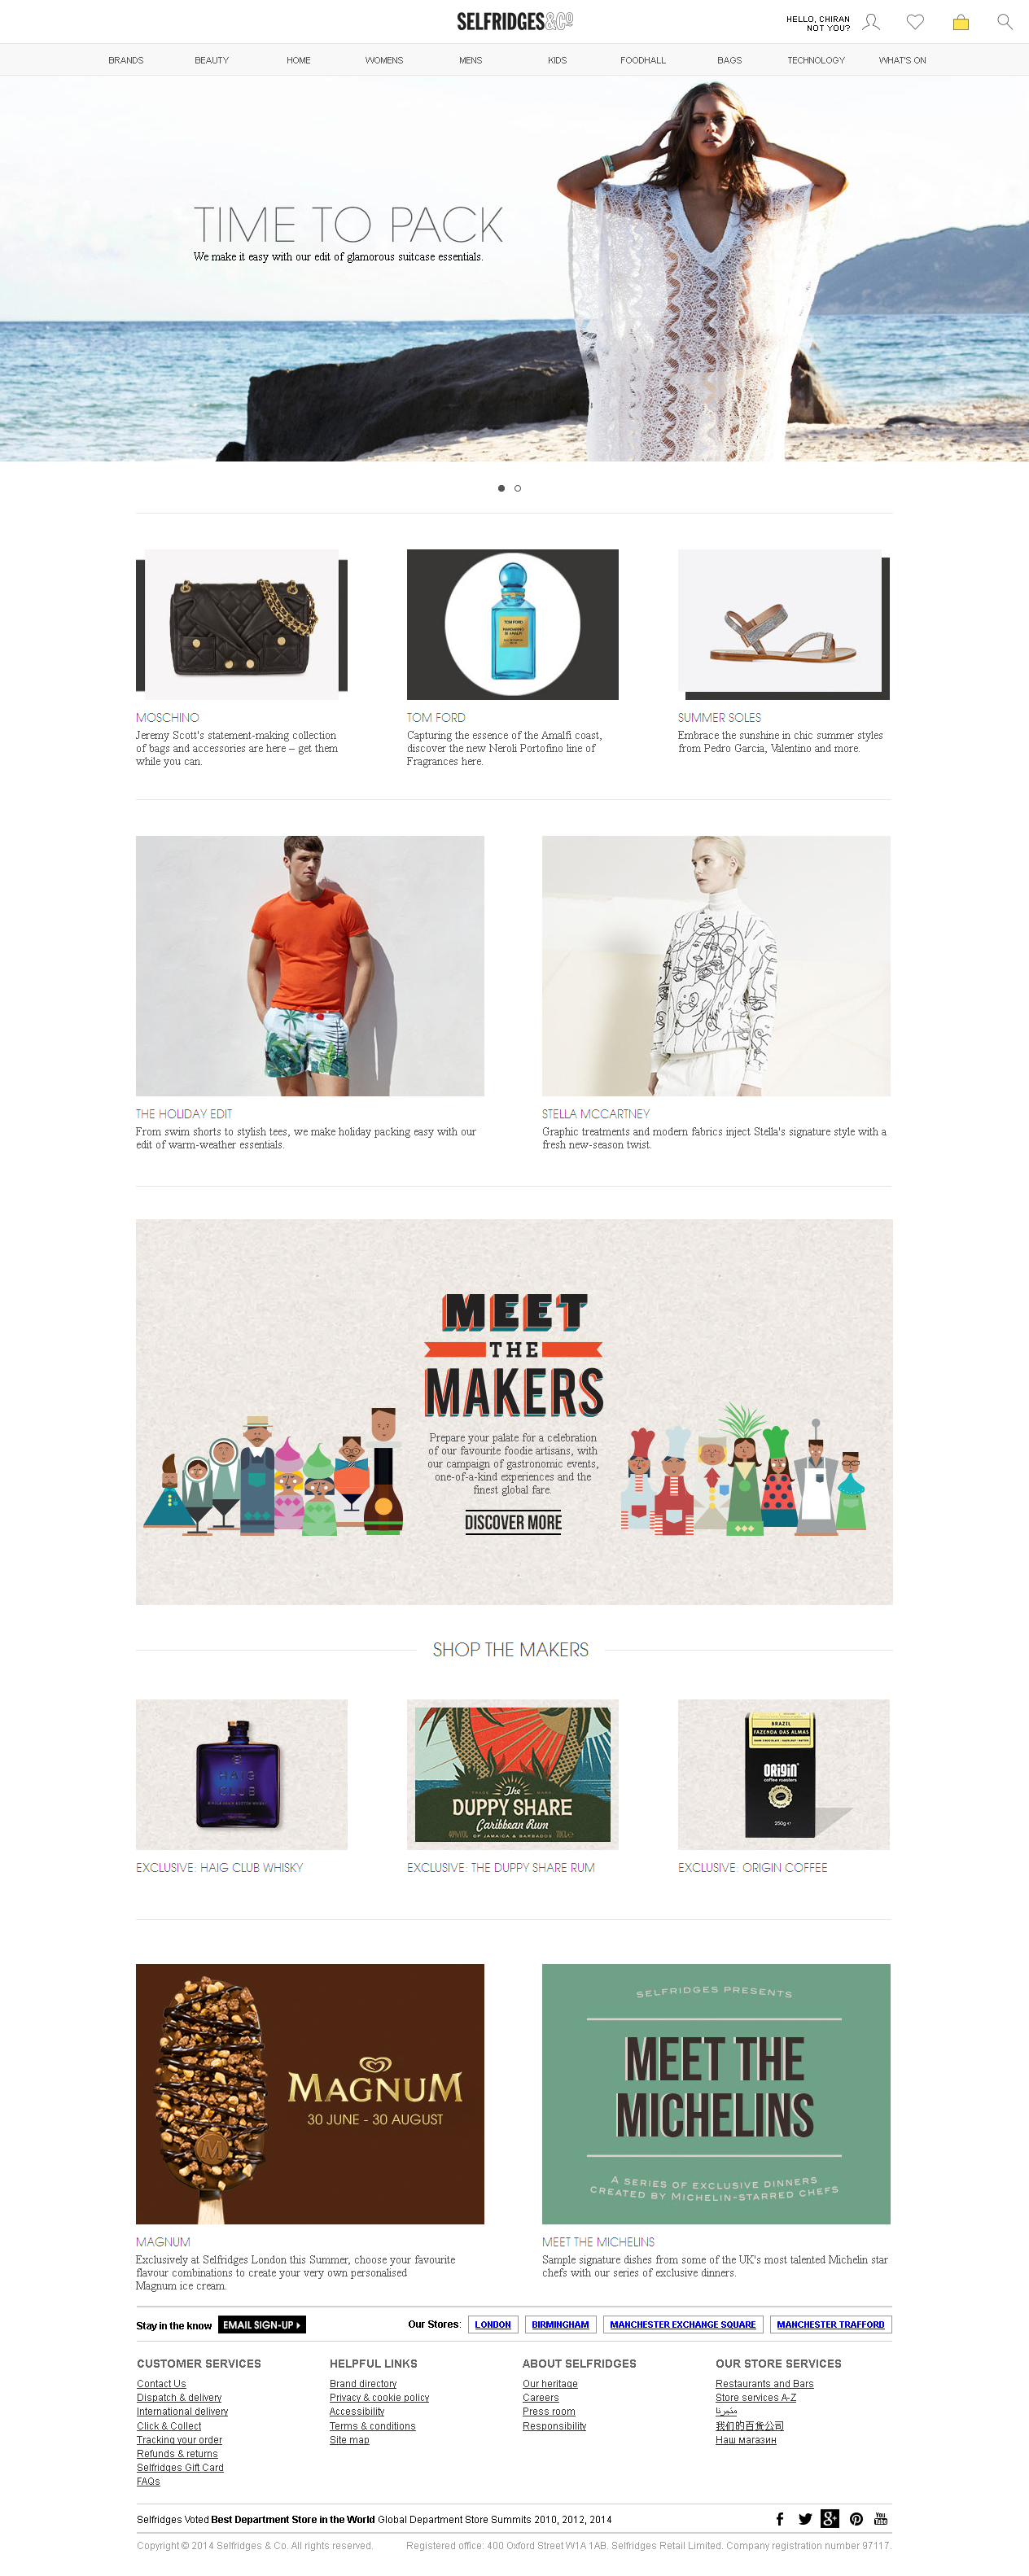 SELFRIDGES&CO
HELLO, CHIRAN
NOT YOU?
BRANDS
BEAUTY
HOME
WOMENS
MENS
KIDS
FOODHALL
BAGS
TECHNOLOGY
WHAT'S ON
TIME TO PACK
We make it easy with our edit of glamorous suitcase essentials.
TOM FORD
MOSCHINO
Jeremy Scott's statement-making collection
of bags and accessories are here – get them
while you can.
TOM FORD
Capturing the essence of the Amalfi coast,
discover the new Neroli Portofino line of
Fragrances here.
SUMMER SOLES
Embrace the sunshine in chic summer styles
from Pedro Garcia, Valentino and more.
THE HOLIDAY EDIT
From swim shorts to stylish tees, we make holiday packing easy with our
edit of warm-weather essentials.
STELLA MCCARTNEY
Graphic treatments and modern fabrics inject Stella's signature style with a
fresh new-season twist.
MEET
THE
MAKERS
Prepare your palate for a celebration
of our favourite foodie artisans, with
our campaign of gastronomic events,
one-of-a-kind experiences and the
finest global fare.
DISCOVER MORE
SHOP THE MAKERS
HAIG
CLUB
The
DUPPY SHARE
Caribbean Rum
OF JAMAICA & BARBADOS
BRAZIL
FAZENDA DAS ALMAS
ORIGIN
coffee roasters
250g e
EXCLUSIVE: HAIG CLUB WHISKY
EXCLUSIVE: THE DUPPY SHARE RUM
EXCLUSIVE: ORIGIN COFFEE
M
MAGNUM
30 JUNE - 30 AUGUST
SELFRIDGES PRESENTS
MEET THE
MICHELINS
A SERIES OF EXCLUSIVE DINNERS
CREATED BY MICHELIN-STARRED CHEFS
MAGNUM
Exclusively at Selfridges London this Summer, choose your favourite
flavour combinations to create your very own personalised
Magnum ice cream.
MEET THE MICHELINS
Sample signature dishes from some of the UK's most talented Michelin star
chefs with our series of exclusive dinners.
Stay in the know
EMAIL SIGN-UP
Our Stores:
LONDON
BIRMINGHAM
MANCHESTER EXCHANGE SQUARE
MANCHESTER TRAFFORD
CUSTOMER SERVICES
Contact Us
Dispatch & delivery
International delivery
Click & Collect
Tracking your order
Refunds & returns
Selfridges Gift Card
FAQs
HELPFUL LINKS
Brand directory
Privacy & cookie policy
Accessibility
Terms & conditions
Site map
ABOUT SELFRIDGES
Our heritage
Careers
Press room
Responsibility
OUR STORE SERVICES
Restaurants and Bars
Store services A-Z
متجرنا
我们的百货公司
Наш магазин
Selfridges Voted Best Department Store in the World Global Department Store Summits 2010, 2012, 2014
You
Tube
Copyright © 2014 Selfridges & Co. All rights reserved.
Registered office: 400 Oxford Street W1A 1AB. Selfridges Retail Limited. Company registration number 97117.